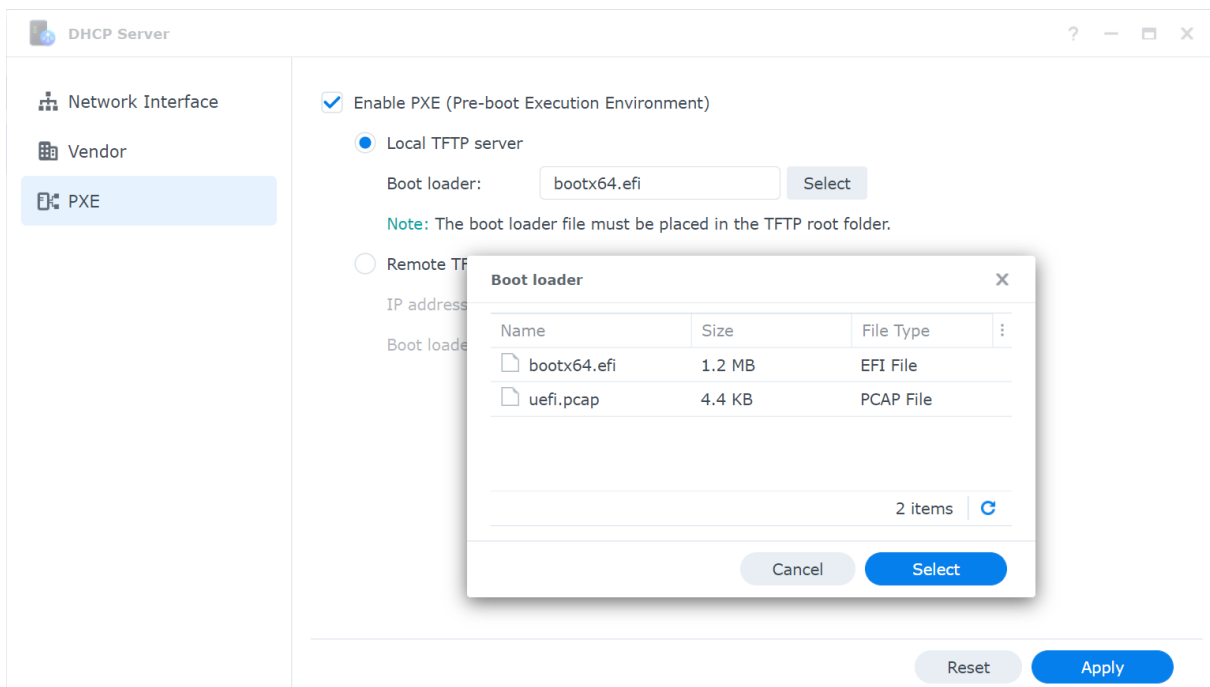 DHCP Server
Network Interface
Vendor
PXE
Enable PXE (Pre-boot Execution Environment)
Local TFTP server
Boot loader: bootx64.efi Select
Note: The boot loader file must be placed in the TFTP root folder.
Remote TF
IP address
Boot loade
Boot loader
Name Size File Type
bootx64.efi 1.2 MB EFI File
uefi.pcap 4.4 KB PCAP File
2 items
Cancel Select
Reset Apply